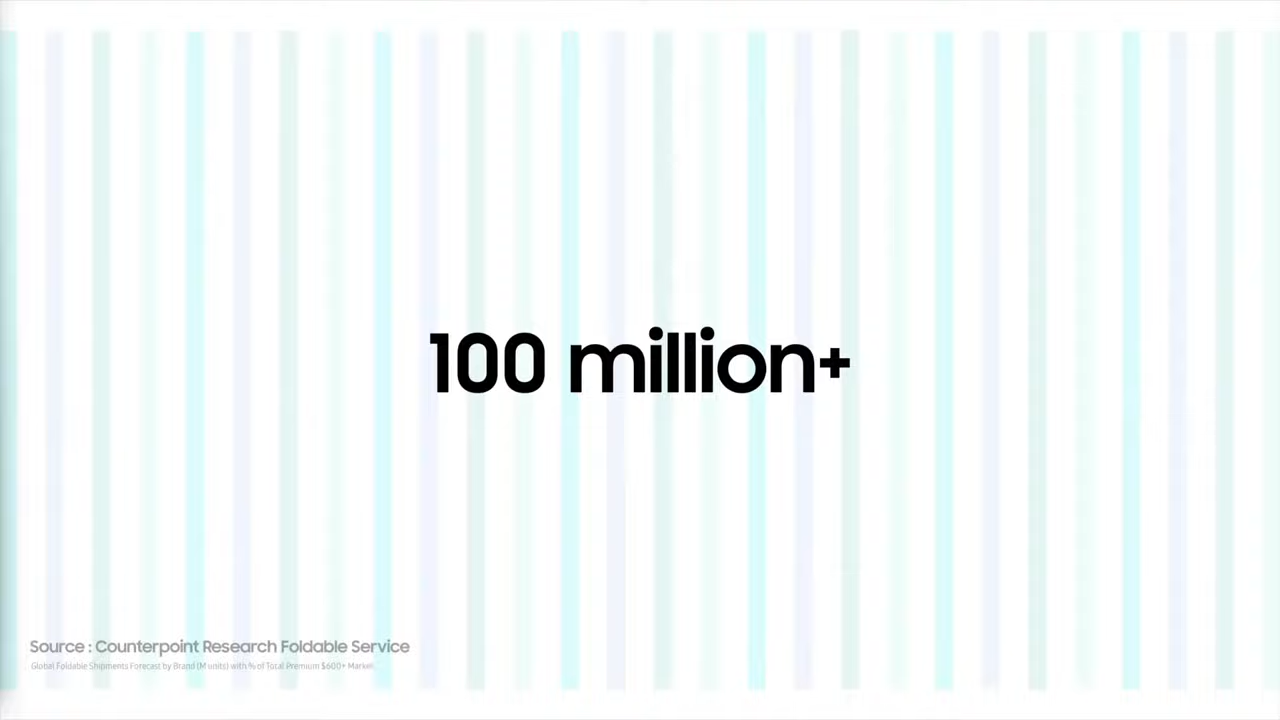 100 million+
Source : Counterpoint Research Foldable Service
Global Foldable Shipments Forecast by Brand (M units) with % of Total Premium $600+ Market